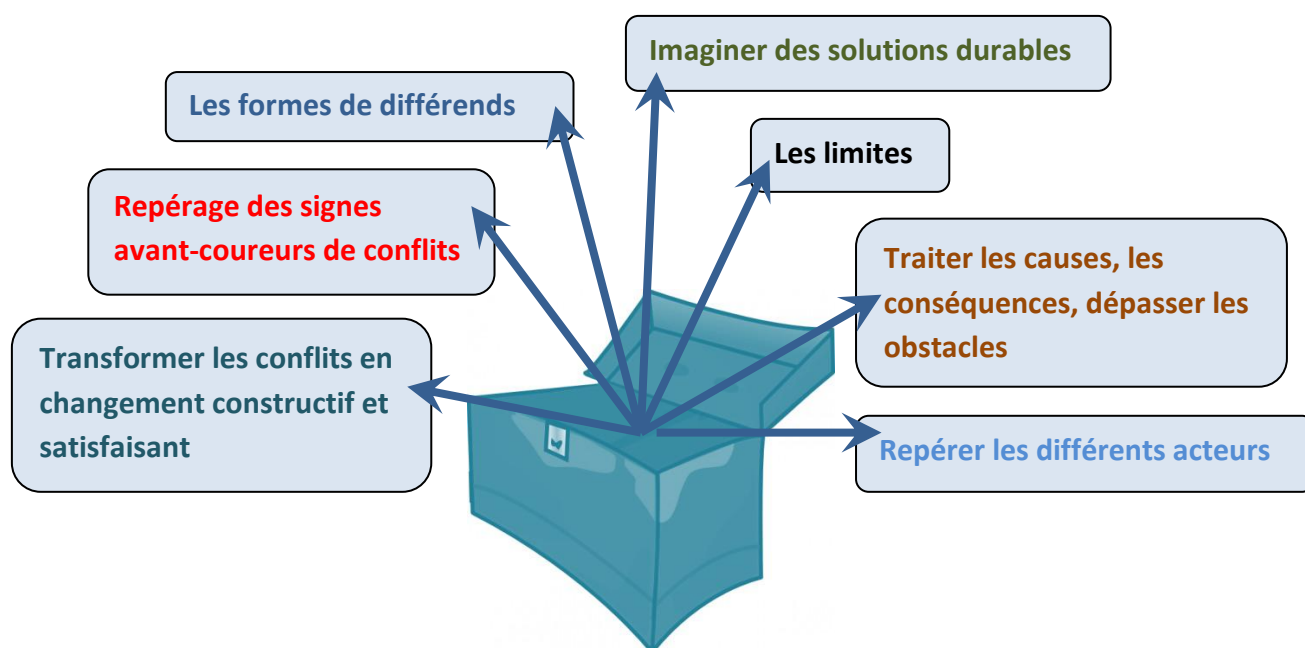 Imaginer des solutions durables
Les formes de différends
Les limites
Repérage des signes
avant-coureurs de conflits
Traiter les causes, les
conséquences, dépasser les
obstacles
Transformer les conflits en
changement constructif et
satisfaisant
Repérer les différents acteurs